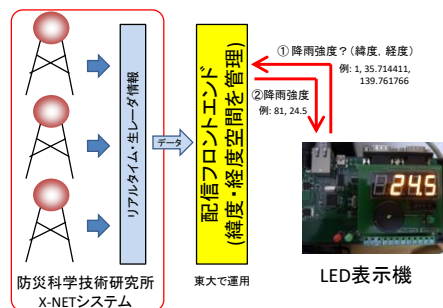 リアルタイム・生レーダ情報
データ
配信フロントエンド
(緯度・経度空間を管理)
①降雨強度？(緯度，経度)
例: 1, 35.714411,
139.761766
②降雨強度
例: 81, 24.5
24.5
防災科学技術研究所
X-NETシステム
東大で運用
LED表示機